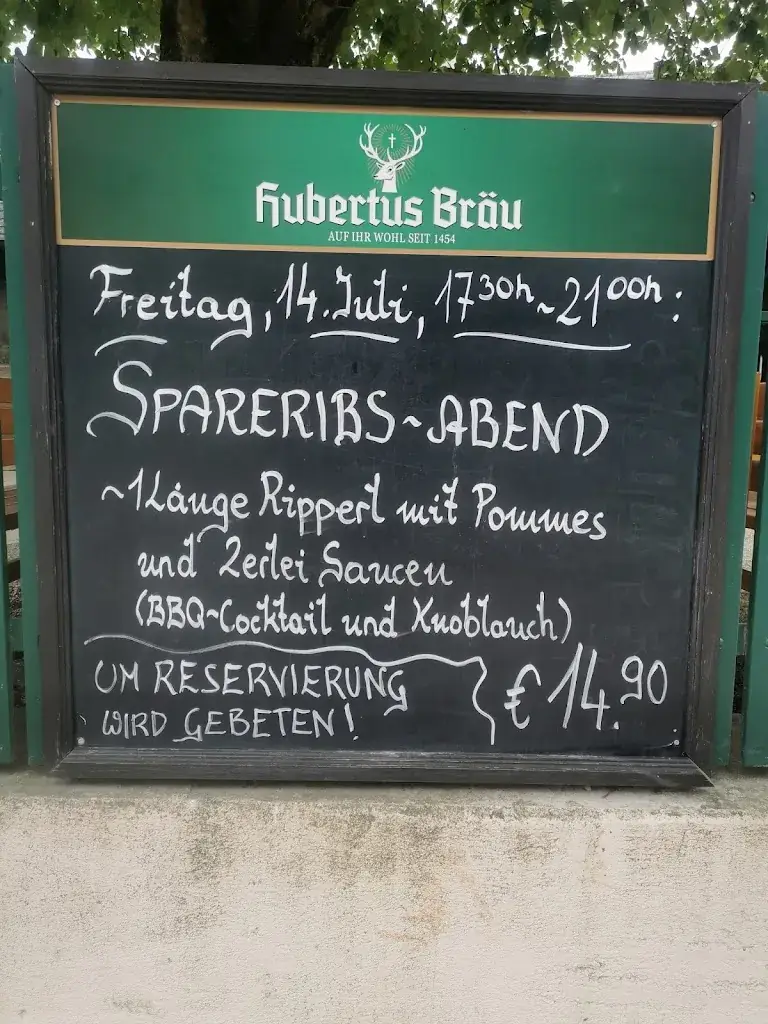 Hubertus Bräu
AUF IHR WOHL SEIT 1454
Freitag, 14. Juli, 17³⁰ʰ ~ 21⁰⁰ʰ :
SPARERIBS ~ ABEND
~ 1 Länge Ripperl mit Pommes
und 2erlei Saucen
(BBQ-Cocktail und Knoblauch)
UM RESERVIERUNG
WIRD GEBETEN!
€ 14.90